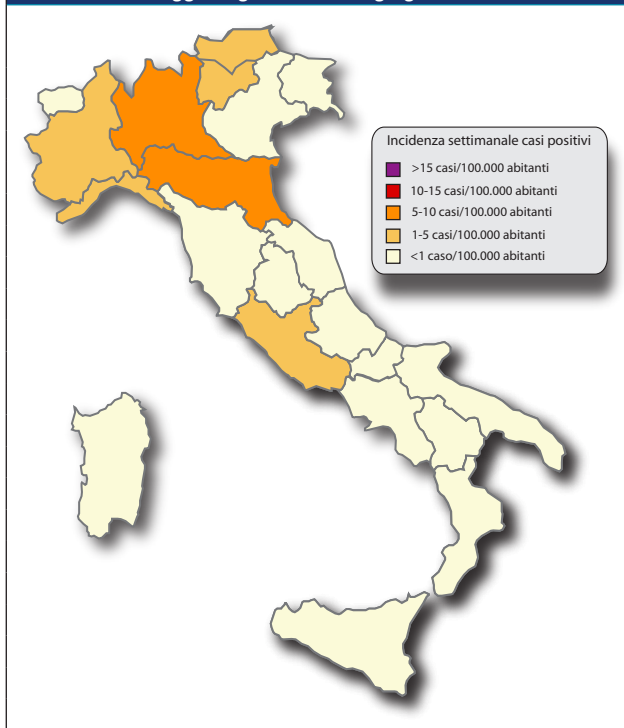 Incidenza settimanale casi positivi
>15 casi/100.000 abitanti
10-15 casi/100.000 abitanti
5-10 casi/100.000 abitanti
1-5 casi/100.000 abitanti
<1 caso/100.000 abitanti